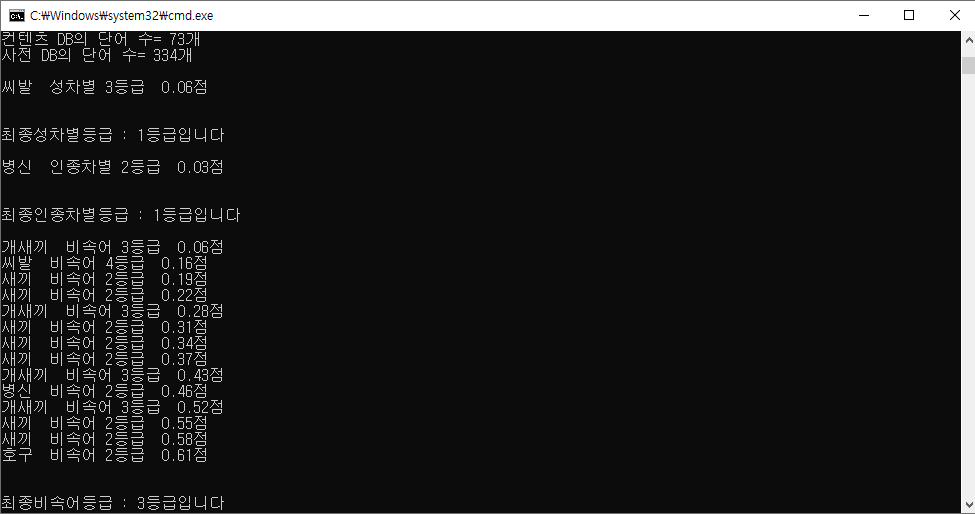 C:\Windows\system32\cmd.exe
컨텐츠 DB의 단어 수= 73개
사전 DB의 단어 수= 334개
씨발  성차별 3등급  0.06점
최종성차별등급 : 1등급입니다
병신  인종차별 2등급  0.03점
최종인종차별등급 : 1등급입니다
개새끼  비속어 3등급  0.06점
씨발  비속어 4등급  0.16점
새끼  비속어 2등급  0.19점
새끼  비속어 2등급  0.22점
개새끼  비속어 3등급  0.28점
새끼  비속어 2등급  0.31점
새끼  비속어 2등급  0.34점
새끼  비속어 2등급  0.37점
개새끼  비속어 3등급  0.43점
병신  비속어 2등급  0.46점
개새끼  비속어 3등급  0.52점
새끼  비속어 2등급  0.55점
새끼  비속어 2등급  0.58점
호구  비속어 2등급  0.61점
최종비속어등급 : 3등급입니다